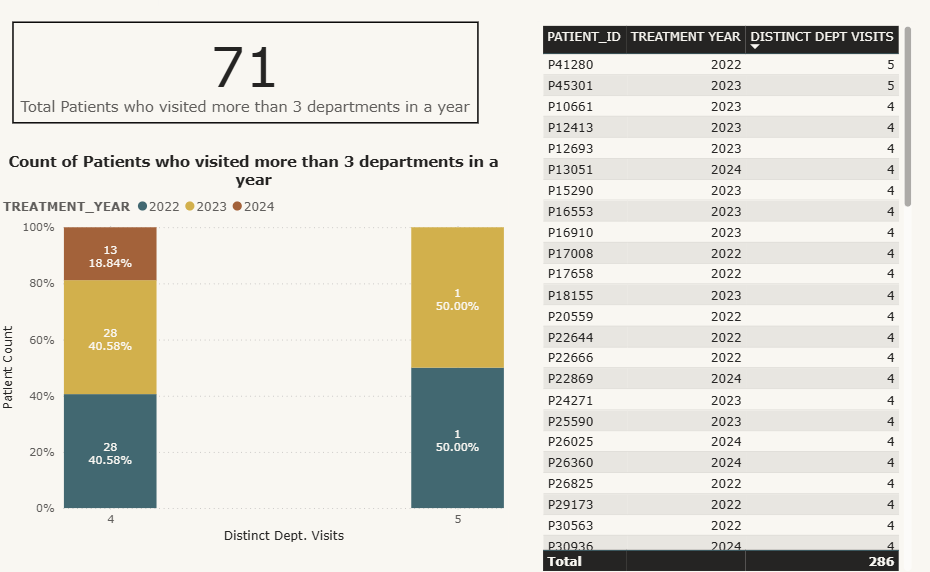 71
Total Patients who visited more than 3 departments in a year
Count of Patients who visited more than 3 departments in a
year
TREATMENT_YEAR 2022 2023 2024
Patient Count
100%
80%
60%
40%
20%
0%
13
18.84%
28
40.58%
28
40.58%
1
50.00%
1
50.00%
4
5
Distinct Dept. Visits
PATIENT_ID TREATMENT YEAR DISTINCT DEPT VISITS
P41280 2022 5
P45301 2023 5
P10661 2023 4
P12413 2023 4
P12693 2023 4
P13051 2024 4
P15290 2023 4
P16553 2023 4
P16910 2023 4
P17008 2022 4
P17658 2022 4
P18155 2023 4
P20559 2022 4
P22644 2022 4
P22666 2022 4
P22869 2024 4
P24271 2023 4
P25590 2023 4
P26025 2024 4
P26360 2024 4
P26825 2022 4
P29173 2022 4
P30563 2022 4
P30936 2024 4
Total 286